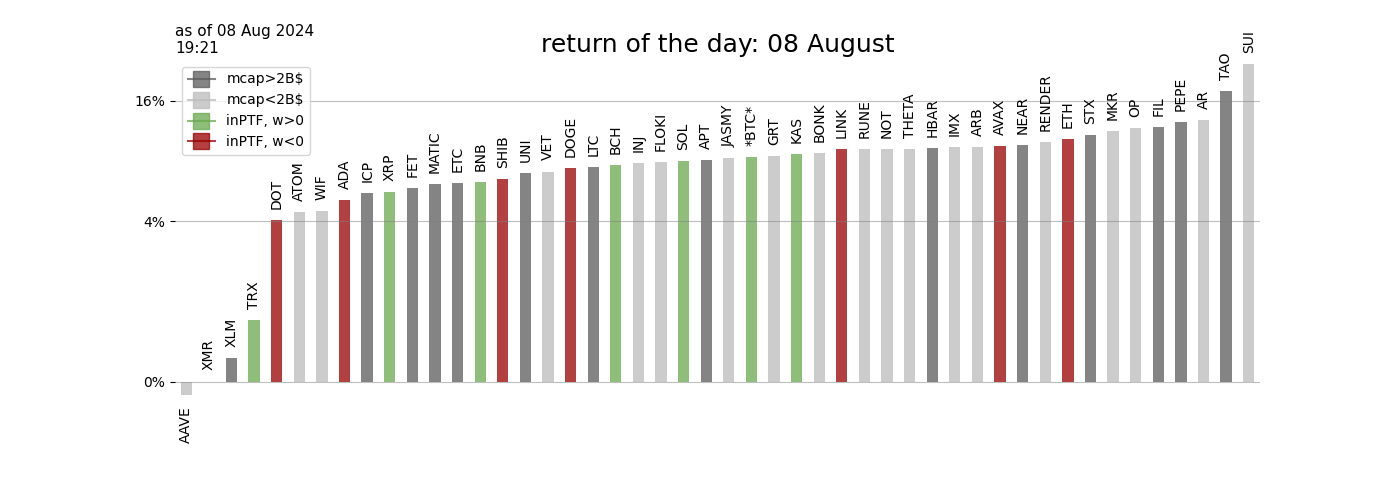 as of 08 Aug 2024
19:21
return of the day: 08 August
mcap>2B$
mcap<2B$
inPTF, w>0
inPTF, w<0
16%
4%
0%
AAVE
XMR
XLM
TRX
DOT
ATOM
WIF
ADA
ICP
XRP
FET
MATIC
ETC
BNB
SHIB
UNI
VET
DOGE
LTC
BCH
INJ
FLOKI
SOL
APT
JASMY
*BTC*
GRT
KAS
BONK
LINK
RUNE
NOT
THETA
HBAR
IMX
ARB
AVAX
NEAR
RENDER
ETH
STX
MKR
OP
FIL
PEPE
AR
TAO
SUI